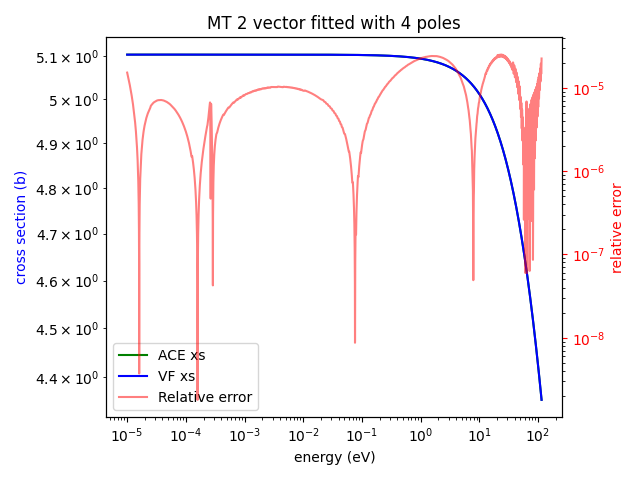 MT 2 vector fitted with 4 poles
5.1 × 10⁰
5 × 10⁰
4.9 × 10⁰
4.8 × 10⁰
4.7 × 10⁰
4.6 × 10⁰
4.5 × 10⁰
4.4 × 10⁰
cross section (b)
10⁻⁵
10⁻⁶
10⁻⁷
10⁻⁸
relative error
ACE xs
VF xs
Relative error
10⁻⁵ 10⁻⁴ 10⁻³ 10⁻² 10⁻¹ 10⁰ 10¹ 10²
energy (eV)